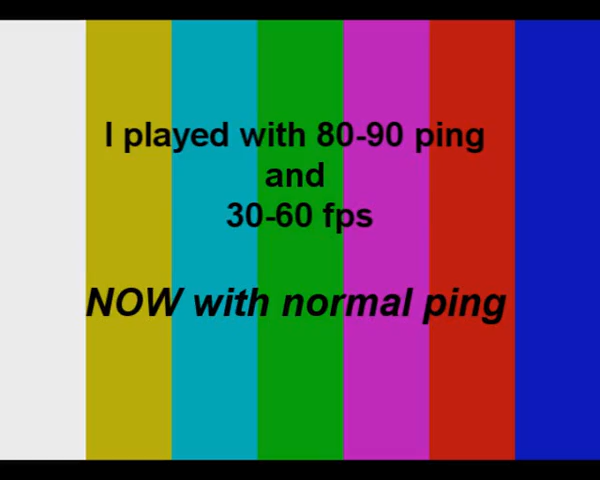 I played with 80-90 ping
and
30-60 fps
NOW with normal ping